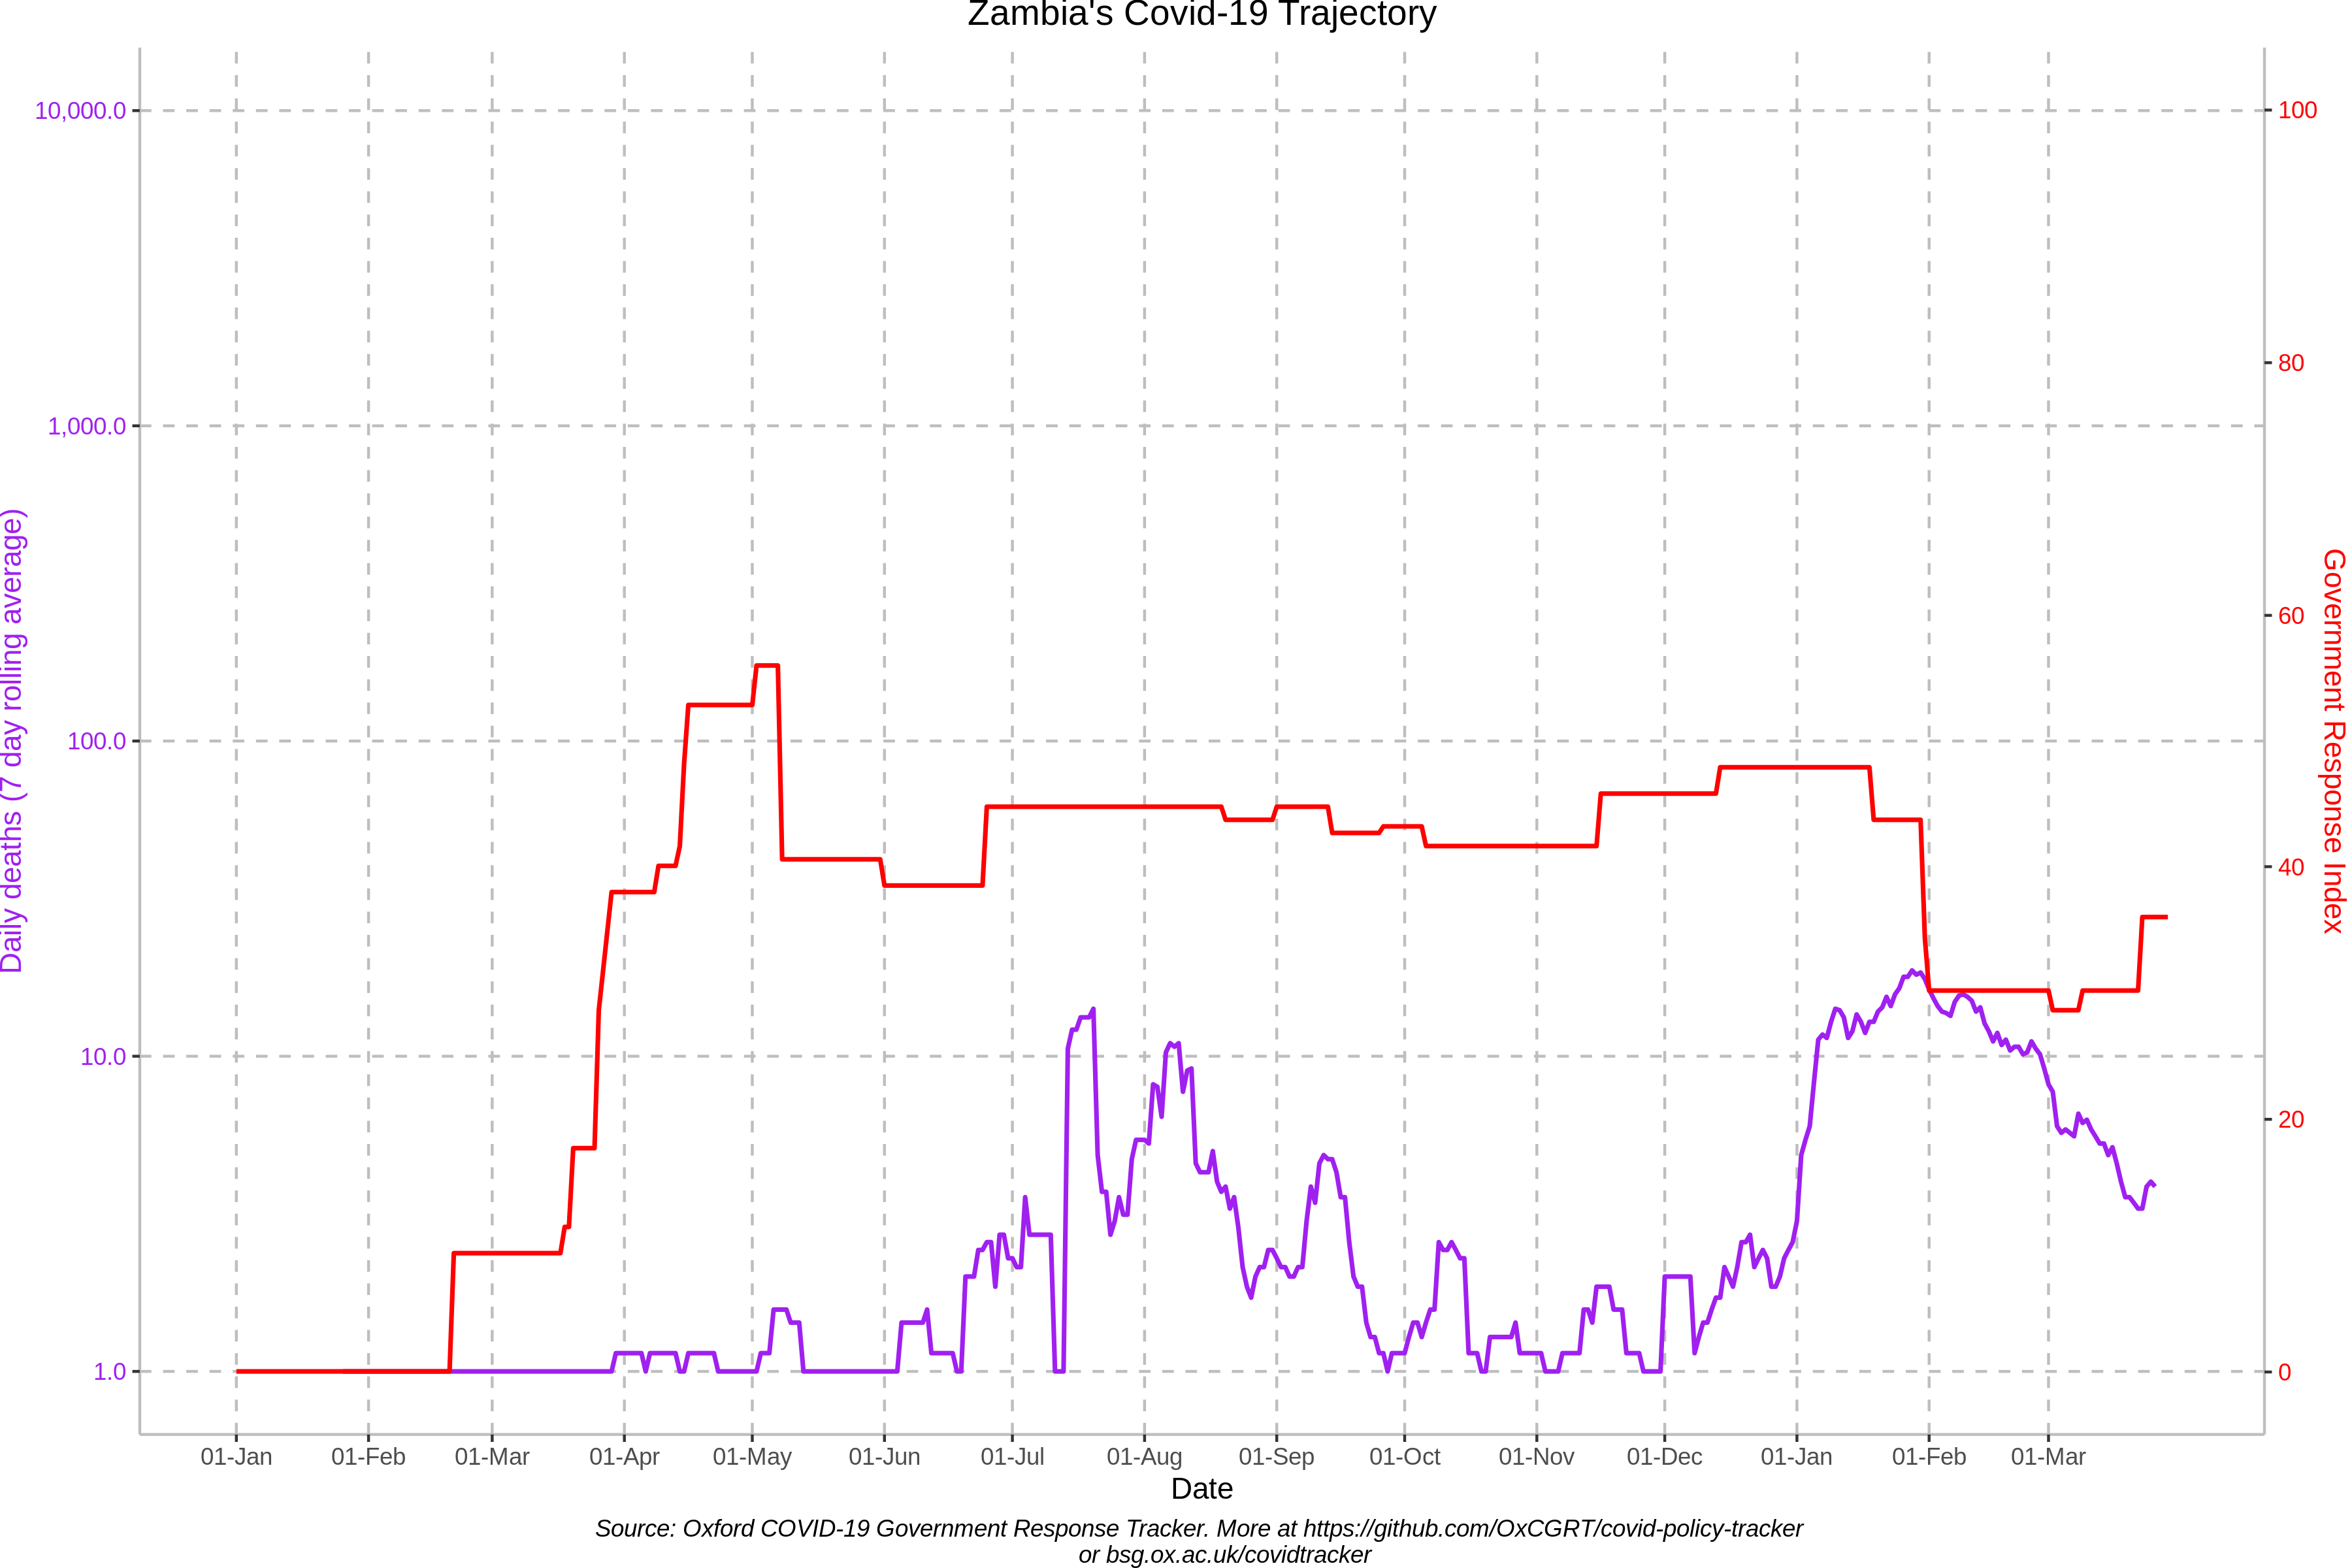 Zambia's Covid-19 Trajectory
10,000.0
1,000.0
100.0
10.0
1.0
Daily deaths (7 day rolling average)
100
80
60
40
20
0
Government Response Index
01-Jan 01-Feb 01-Mar 01-Apr 01-May 01-Jun 01-Jul 01-Aug 01-Sep 01-Oct 01-Nov 01-Dec 01-Jan 01-Feb 01-Mar
Date
Source: Oxford COVID-19 Government Response Tracker. More at https://github.com/OxCGRT/covid-policy-tracker
or bsg.ox.ac.uk/covidtracker